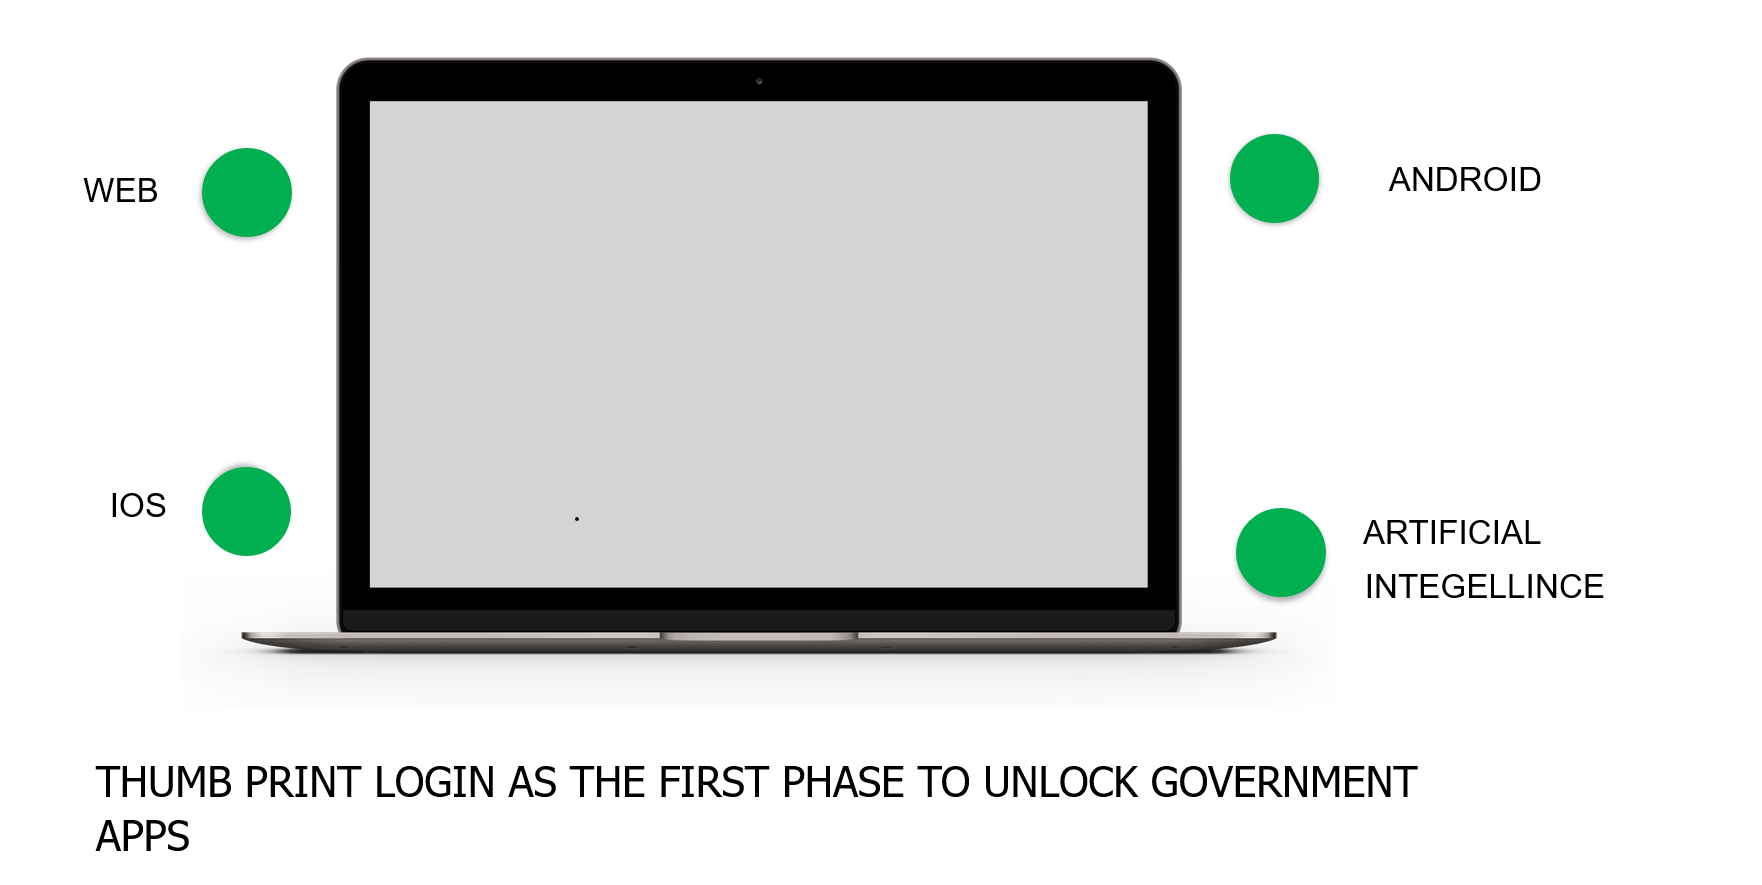 WEB
ANDROID
IOS
ARTIFICIAL
INTEGELLINCE
THUMB PRINT LOGIN AS THE FIRST PHASE TO UNLOCK GOVERNMENT
APPS